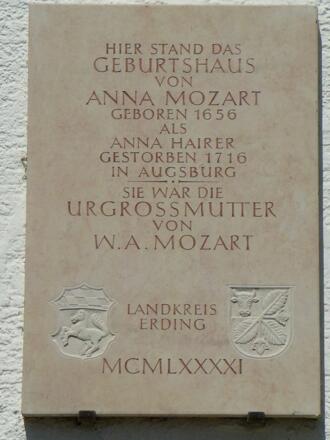 HIER STAND DAS
GEBURTSHAUS
VON
ANNA MOZART
GEBOREN 1656
ALS
ANNA HAIRER
GESTORBEN 1716
IN AUGSBURG
SIE WAR DIE
URGROSSMUTTER
VON
W. A. MOZART
LANDKREIS
ERDING
MCMLXXXXI